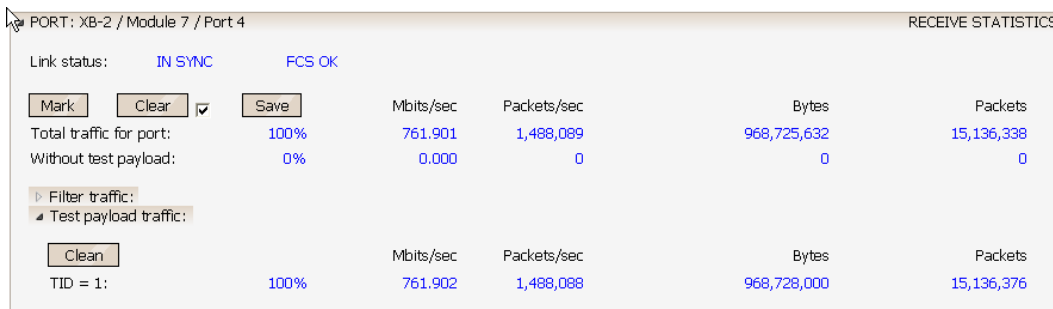 PORT: XB-2 / Module 7 / Port 4 RECEIVE STATISTICS
Link status: IN SYNC FCS OK
Mark Clear Save Mbits/sec Packets/sec Bytes Packets
Total traffic for port: 100% 761.901 1,488,089 968,725,632 15,136,338
Without test payload: 0% 0.000 0 0 0
Filter traffic:
Test payload traffic:
Clean Mbits/sec Packets/sec Bytes Packets
TID = 1: 100% 761.902 1,488,088 968,728,000 15,136,376